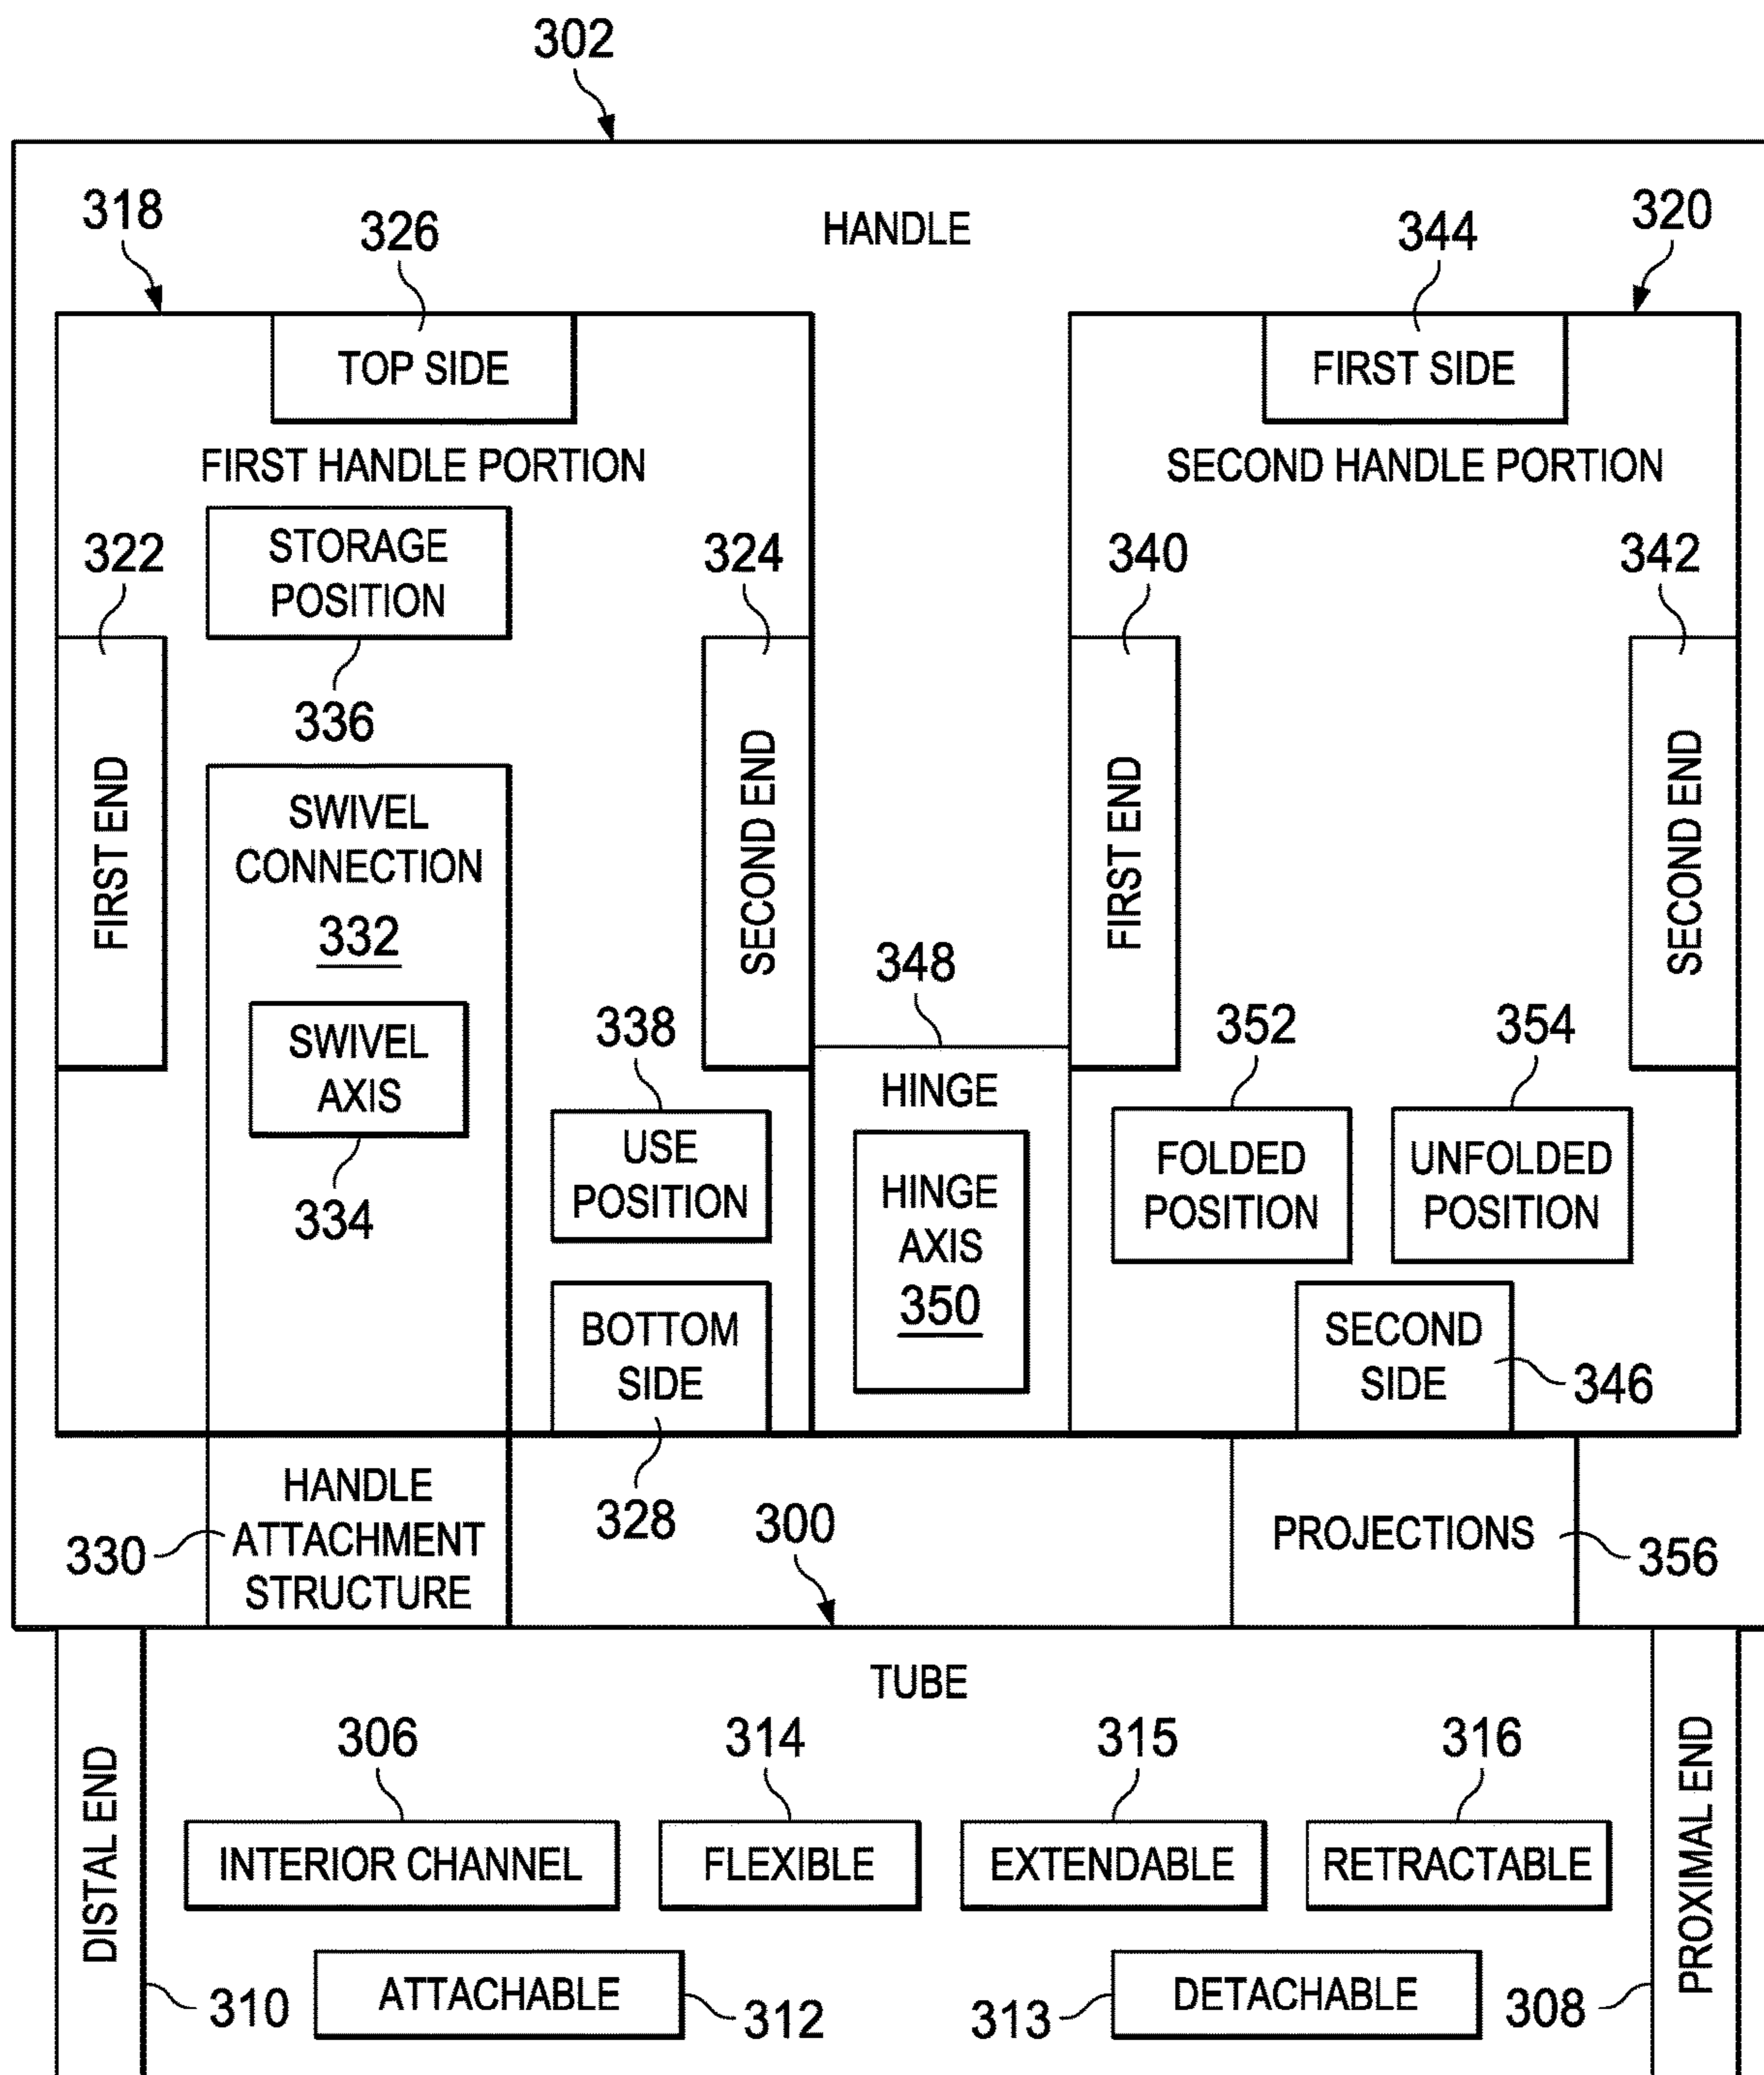 302
HANDLE
318
326
344
320
TOP SIDE
FIRST SIDE
FIRST HANDLE PORTION
SECOND HANDLE PORTION
322
STORAGE
POSITION
324
340
342
336
FIRST END
SECOND END
FIRST END
SECOND END
SWIVEL
CONNECTION
332
SWIVEL
AXIS
334
338
USE
POSITION
348
HINGE
HINGE
AXIS
350
352
354
FOLDED
POSITION
UNFOLDED
POSITION
BOTTOM
SIDE
328
SECOND
SIDE
346
330
HANDLE
ATTACHMENT
STRUCTURE
300
PROJECTIONS
356
TUBE
306
314
315
316
DISTAL END
INTERIOR CHANNEL
FLEXIBLE
EXTENDABLE
RETRACTABLE
PROXIMAL END
310
ATTACHABLE
312
313
DETACHABLE
308